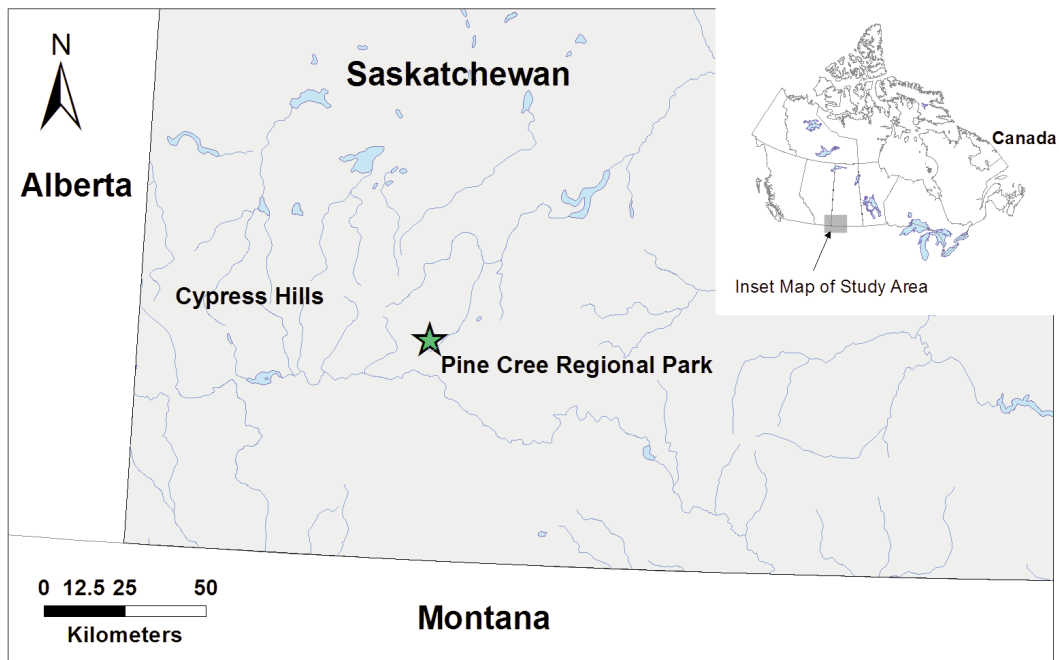 N
Saskatchewan
Canada
Alberta
Inset Map of Study Area
Cypress Hills
Pine Cree Regional Park
0 12.5 25 50
Kilometers
Montana